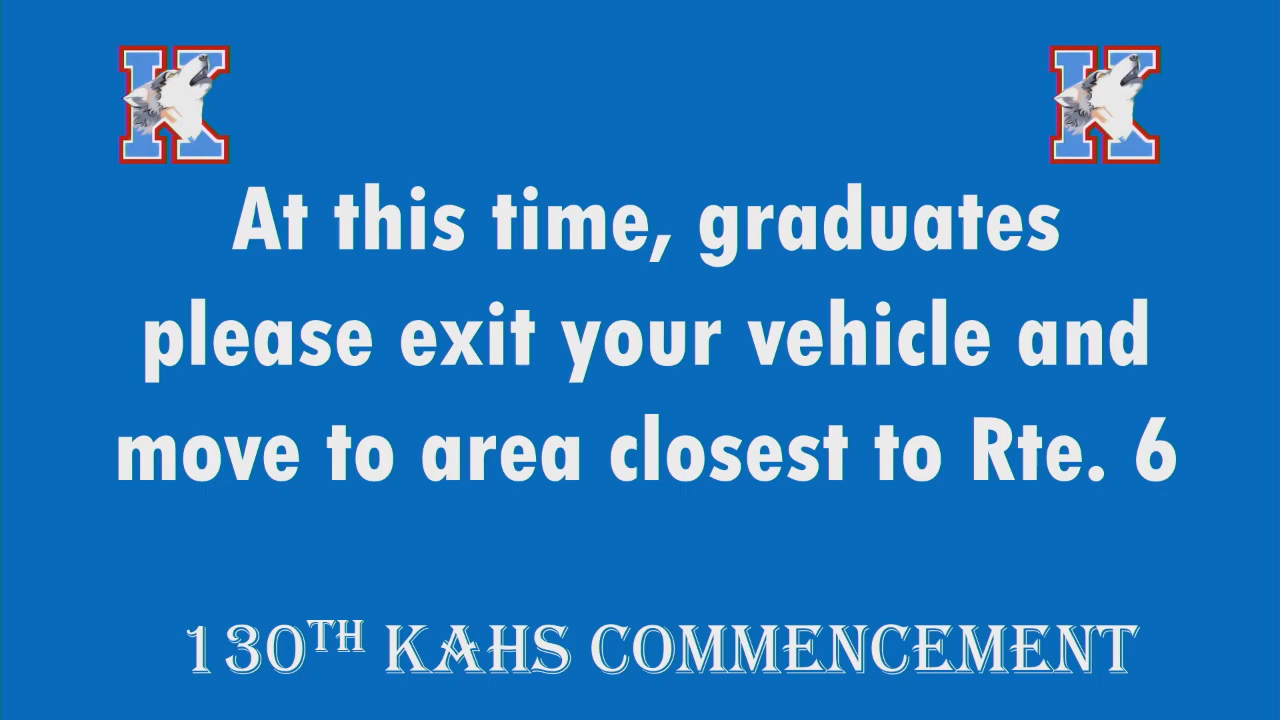 K K
At this time, graduates
please exit your vehicle and
move to area closest to Rte. 6
130TH KAHS COMMENCEMENT